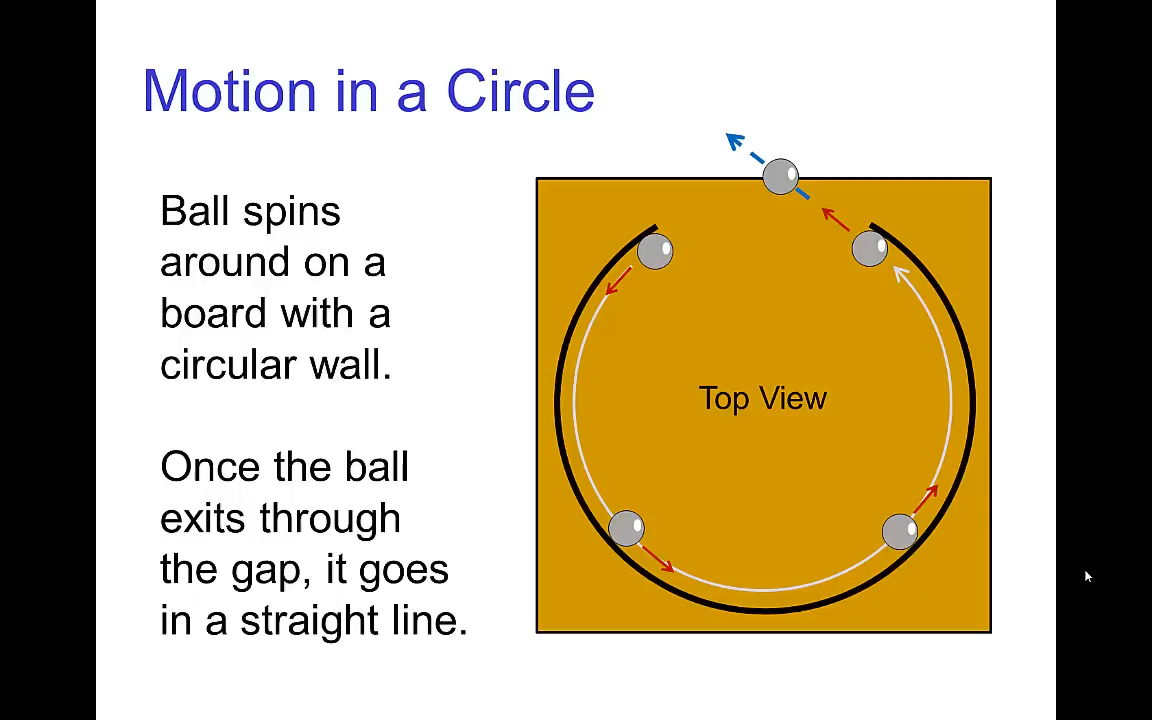 Motion in a Circle
Ball spins
around on a
board with a
circular wall.
Once the ball
exits through
the gap, it goes
in a straight line.
Top View